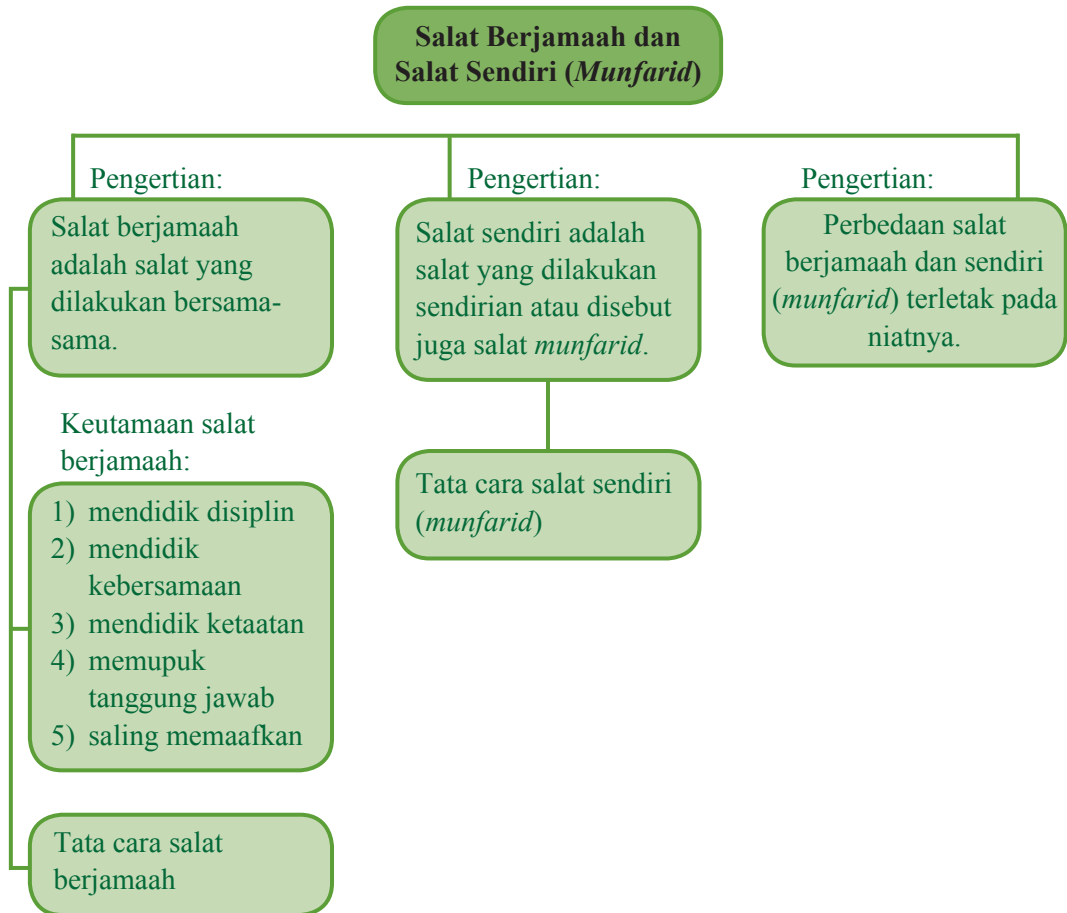 Salat Berjamaah dan
Salat Sendiri (Munfarid)
Pengertian:
Salat berjamaah
adalah salat yang
dilakukan bersama-
sama.
Keutamaan salat
berjamaah:
1) mendidik disiplin
2) mendidik
kebersamaan
3) mendidik ketaatan
4) memupuk
tanggung jawab
5) saling memaafkan
Tata cara salat
berjamaah
Pengertian:
Salat sendiri adalah
salat yang dilakukan
sendirian atau disebut
juga salat munfarid.
Tata cara salat sendiri
(munfarid)
Pengertian:
Perbedaan salat
berjamaah dan sendiri
(munfarid) terletak pada
niatnya.